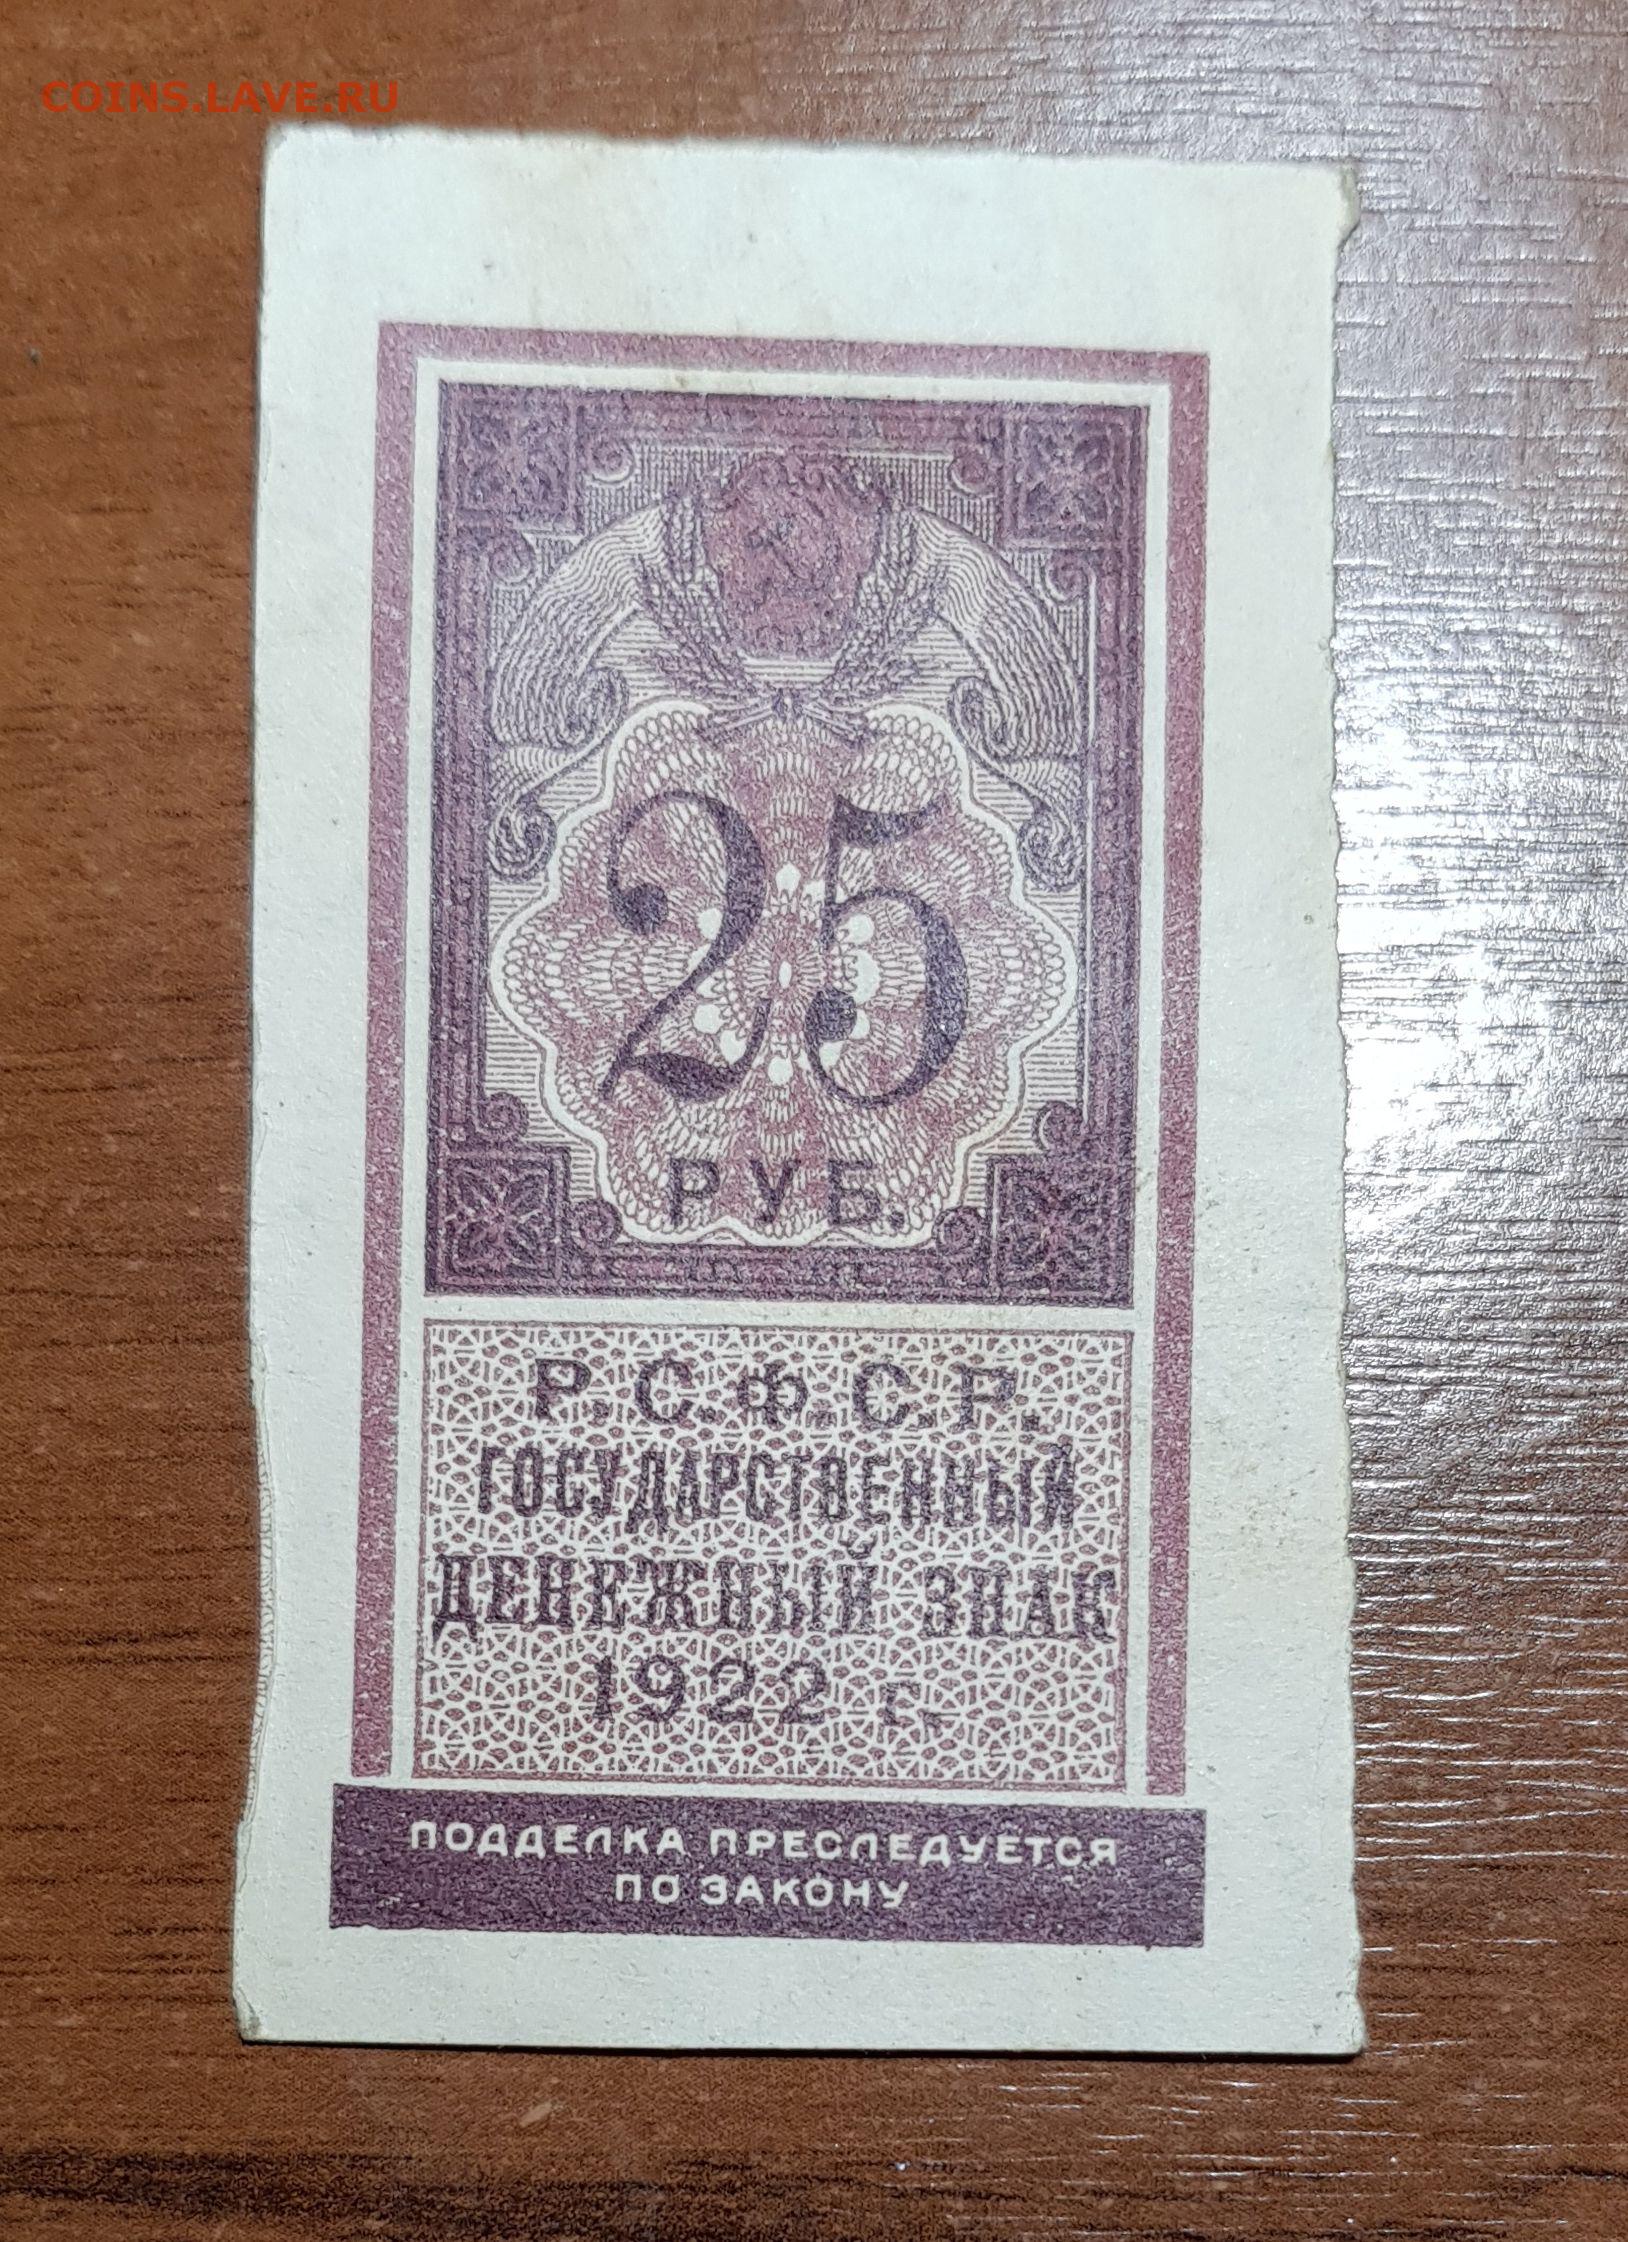 COINS.LAVE.RU
25
РУБ.
Р.С.Ф.С.Р.
ГОСУДАРСТВЕННЫЙ
ДЕНЕЖНЫЙ ЗНАК
1922 г.
ПОДДЕЛКА ПРЕСЛЕДУЕТСЯ
ПО ЗАКОНУ